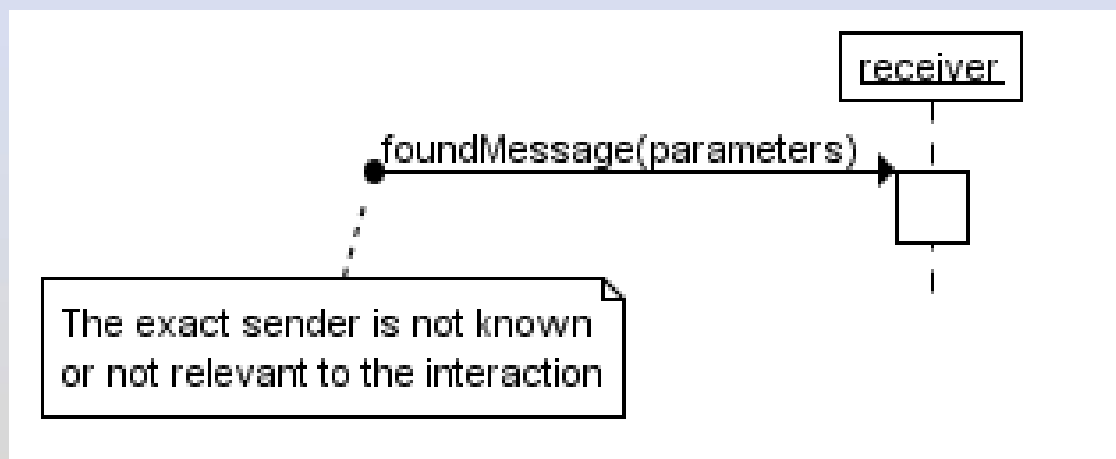 receiver
foundMessage(parameters)
The exact sender is not known
or not relevant to the interaction